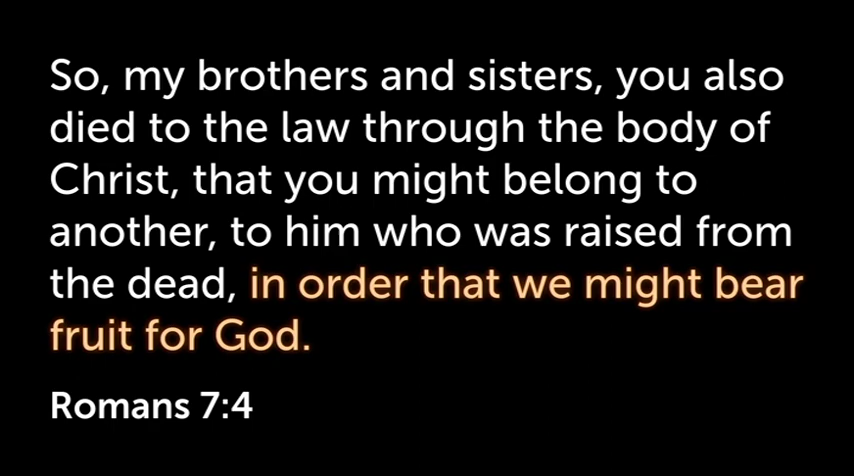 So, my brothers and sisters, you also
died to the law through the body of
Christ, that you might belong to
another, to him who was raised from
the dead, in order that we might bear
fruit for God.
Romans 7:4